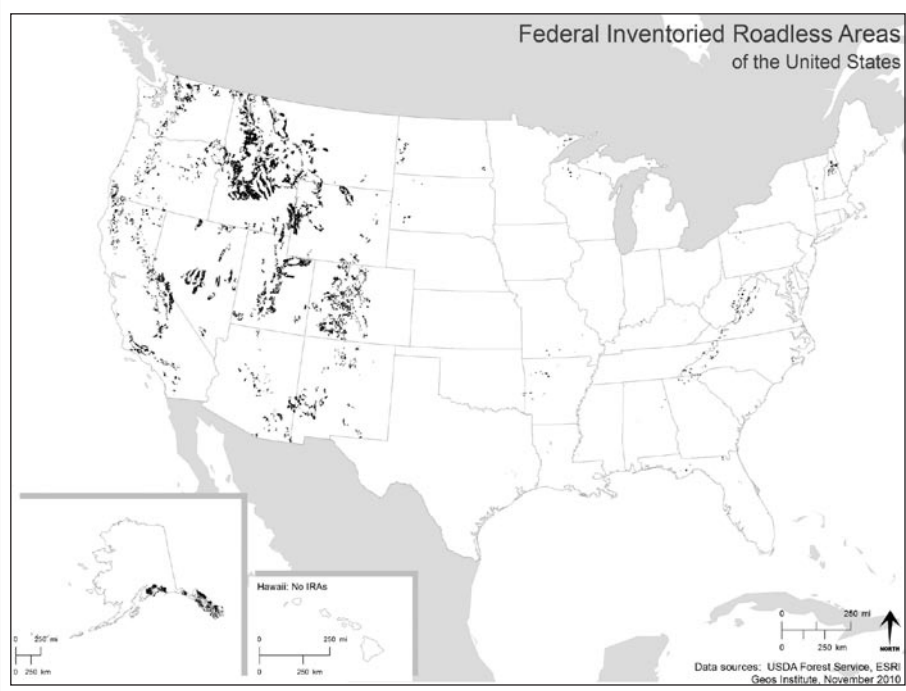 Federal Inventoried Roadless Areas
of the United States
Hawaii: No IRAs
0 250 mi
0 250 km
0 250 mi
0 250 km
0 250 mi
0 250 km
NORTH
Data sources: USDA Forest Service, ESRI
Geos Institute, November 2010